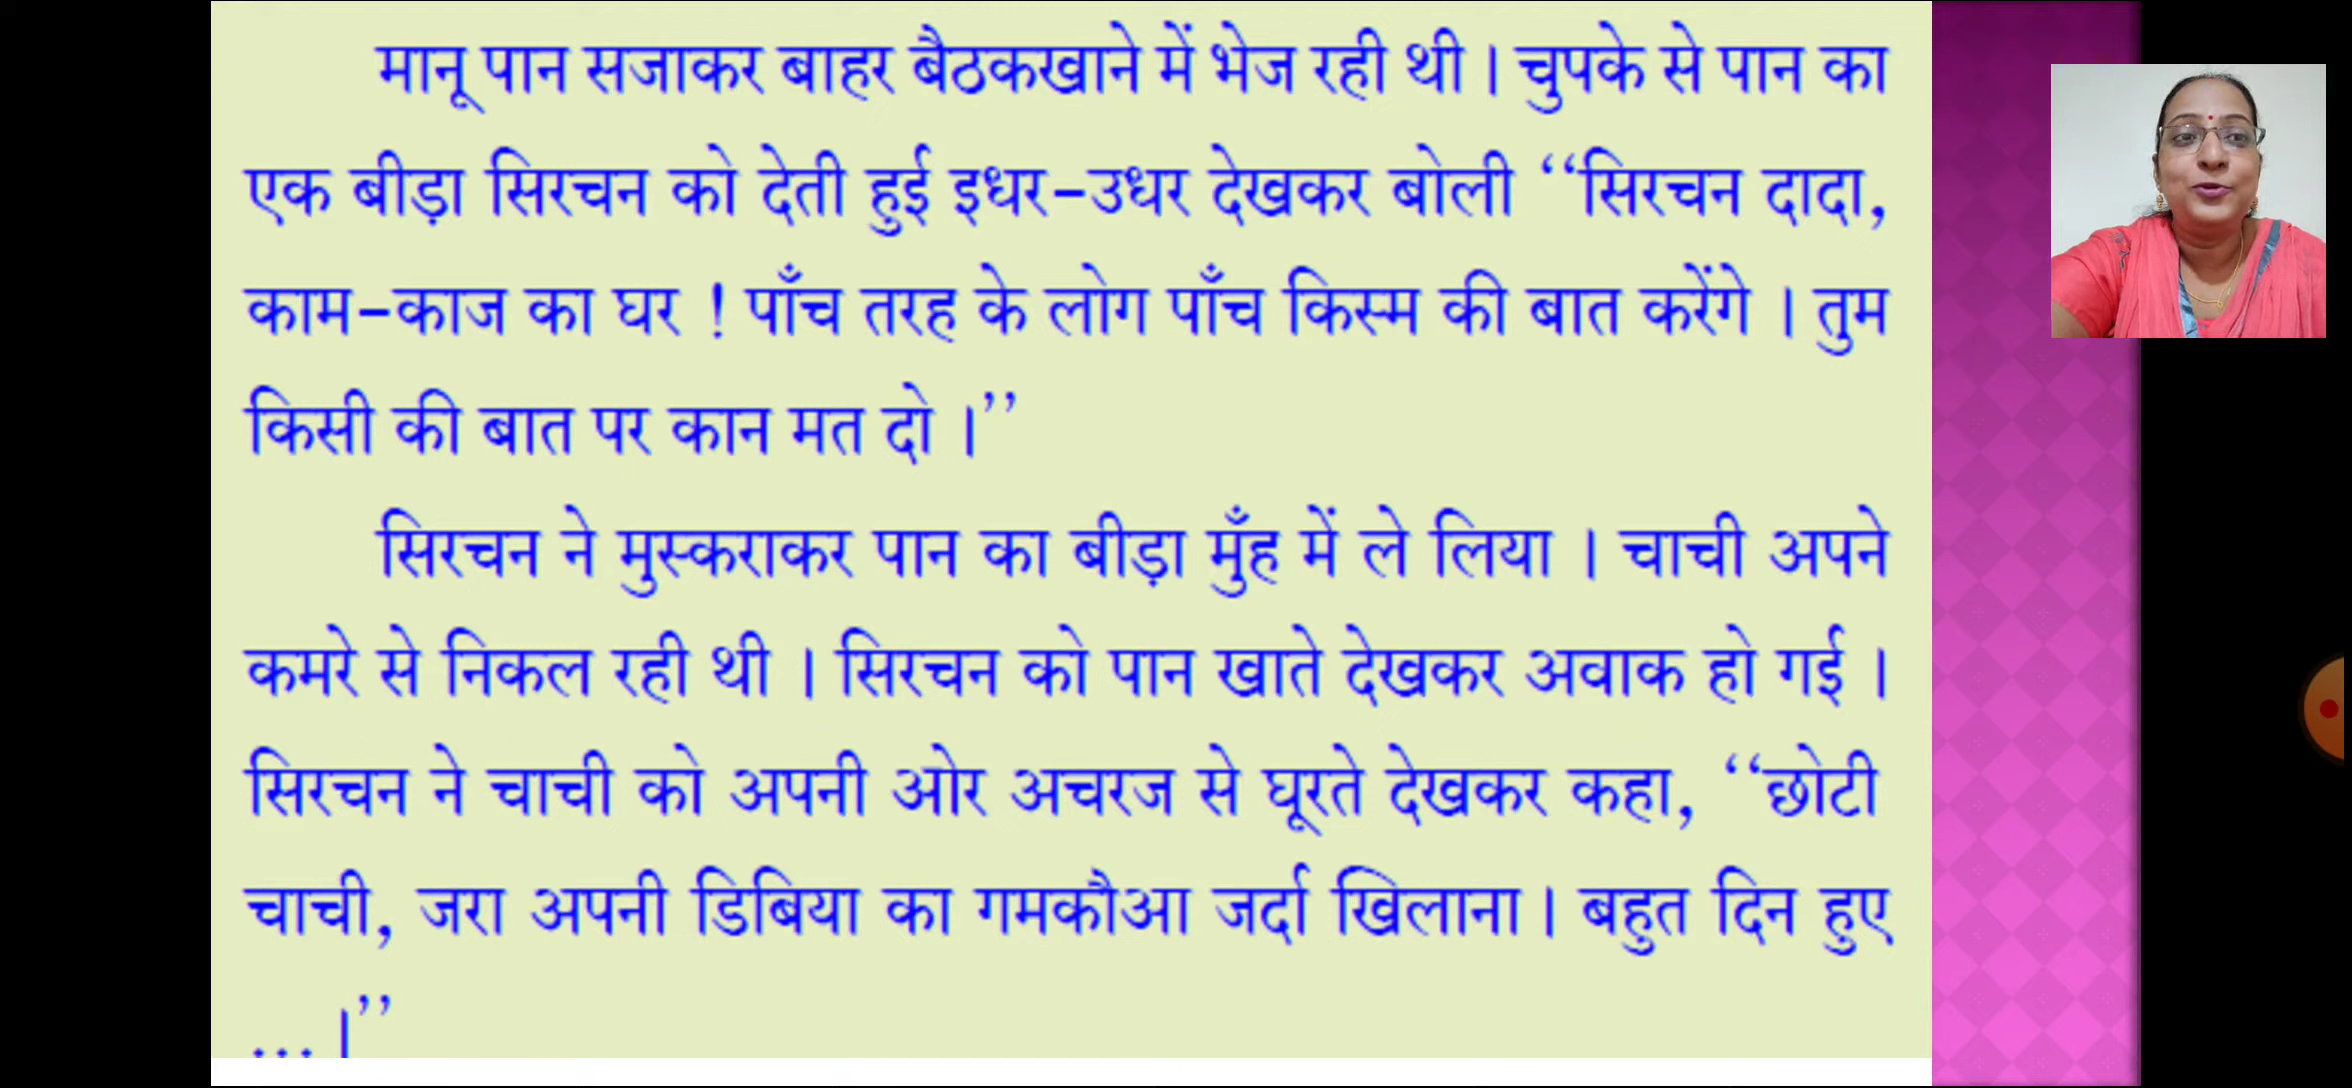 मानू पान सजाकर बाहर बैठकखाने में भेज रही थी । चुपके से पान का
एक बीड़ा सिरचन को देती हुई इधर-उधर देखकर बोली ‘‘सिरचन दादा,
काम-काज का घर ! पाँच तरह के लोग पाँच किस्म की बात करेंगे । तुम
किसी की बात पर कान मत दो ।’’
सिरचन ने मुस्कराकर पान का बीड़ा मुँह में ले लिया । चाची अपने
कमरे से निकल रही थी । सिरचन को पान खाते देखकर अवाक हो गई ।
सिरचन ने चाची को अपनी ओर अचरज से घूरते देखकर कहा, ‘‘छोटी
चाची, जरा अपनी डिबिया का गमकौआ जर्दा खिलाना । बहुत दिन हुए
... ।’’